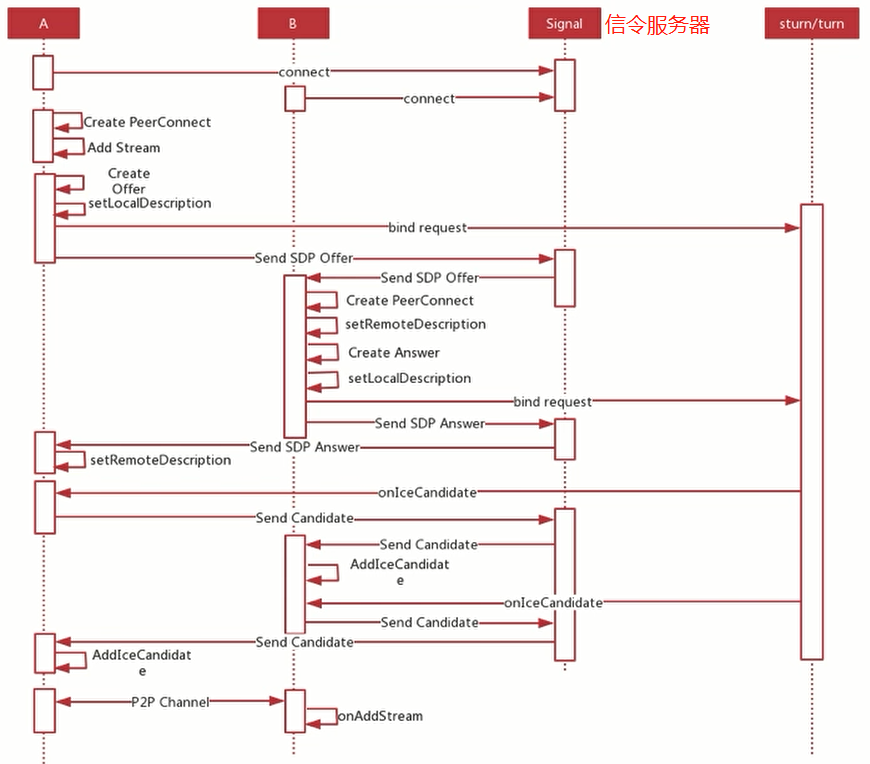 A
B
Signal
信令服务器
sturn/turn
connect
connect
Create PeerConnect
Add Stream
Create
Offer
setLocalDescription
bind request
Send SDP Offer
Send SDP Offer
Create PeerConnect
setRemoteDescription
Create Answer
setLocalDescription
bind request
Send SDP Answer
Send SDP Answer
setRemoteDescription
onIceCandidate
Send Candidate
Send Candidate
AddIceCandidat
e
onIceCandidate
Send Candidate
Send Candidate
AddIceCandidat
e
P2P Channel
onAddStream